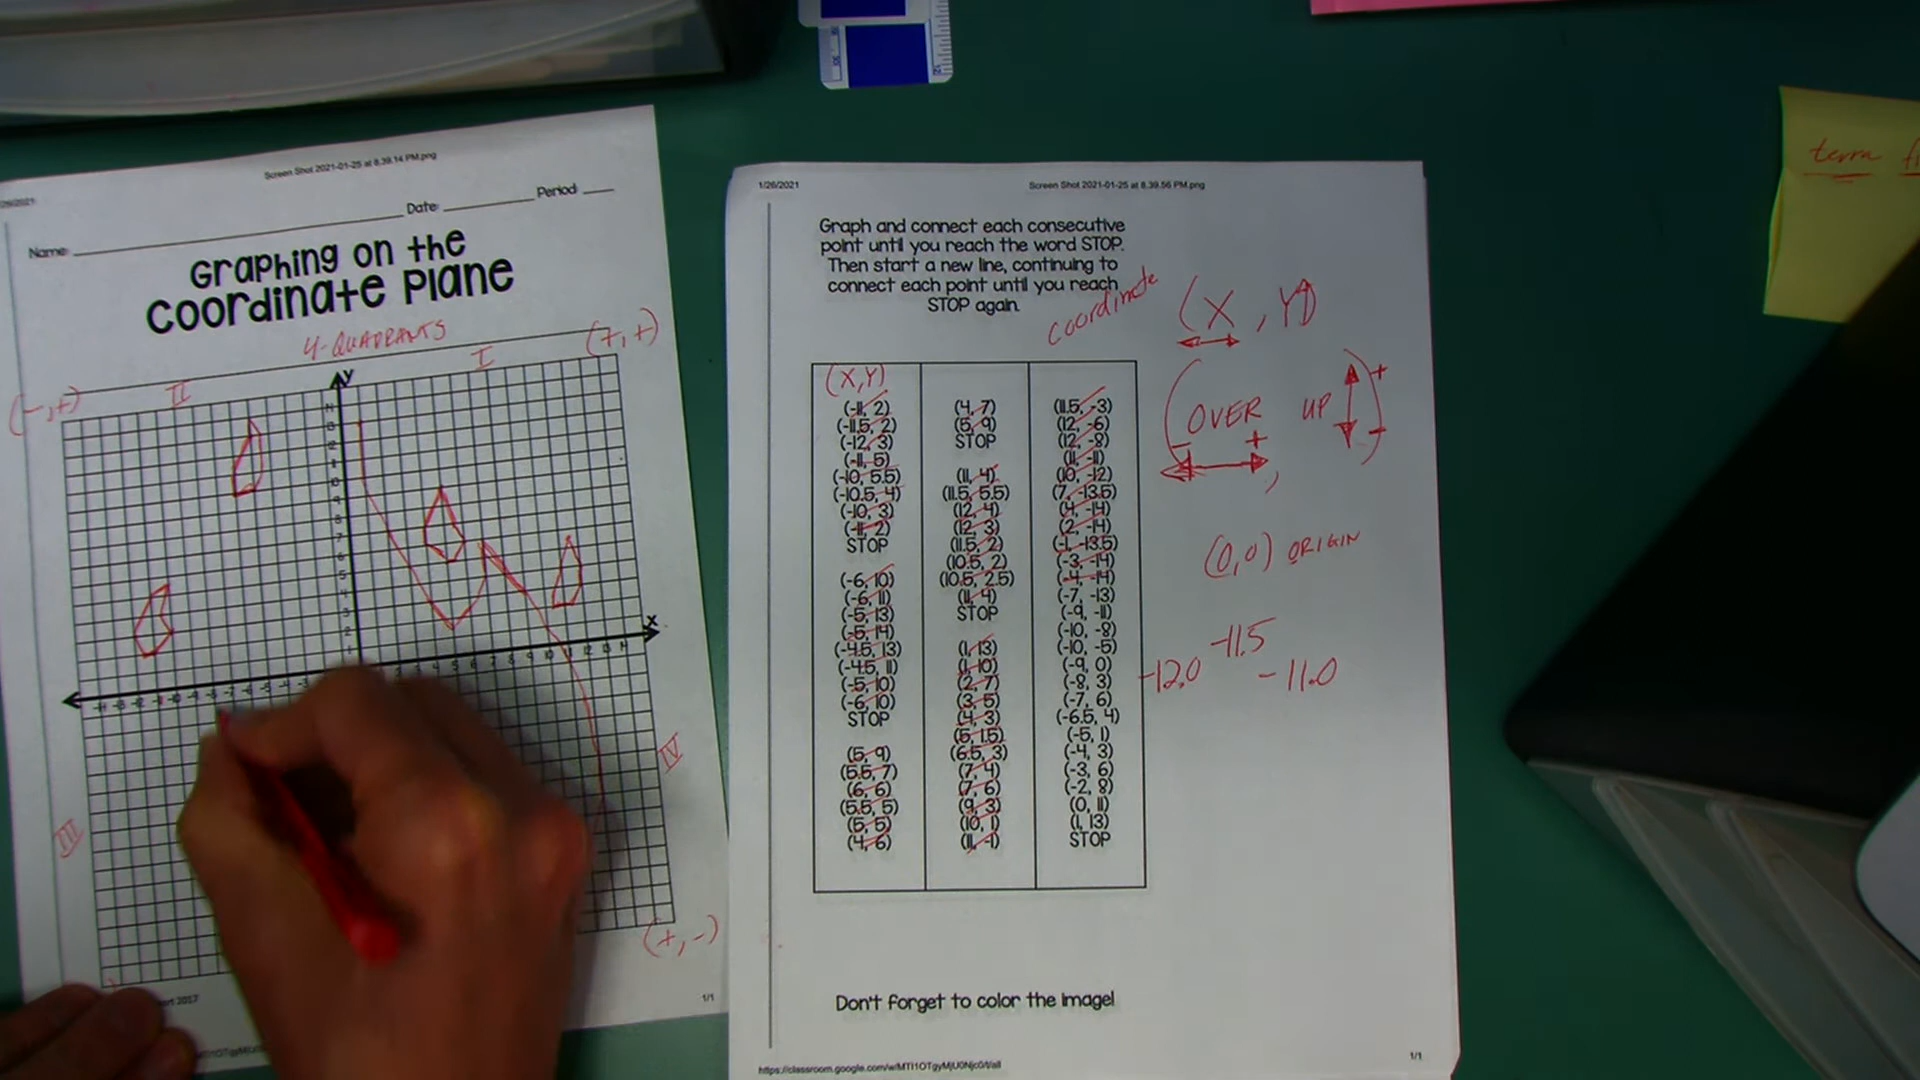 Screen Shot 2021-01-25 at 8.39.14 PM.png
Name: Date: Period:
Graphing on the
Coordinate Plane
4-QUADRANTS
(-,+) II I (+,+)
Y
X
III
IV
(+,-)
2017
1/1
1/26/2021 Screen Shot 2021-01-25 at 8.39.56 PM.png
Graph and connect each consecutive
point until you reach the word STOP.
Then start a new line, continuing to
connect each point until you reach
STOP again.
coordinate
(X, Y)
(OVER UP)
- + + -
(0,0) ORIGIN
-11.5
-12.0 -11.0
(X,Y)
(-11, 2)
(-11.5, 2)
(-12, 3)
(-11, 5)
(-10, 5.5)
(-10.5, 4)
(-10, 3)
(-11, 2)
STOP
(-6, 10)
(-6, 11)
(-5, 13)
(-5, 14)
(-4.5, 13)
(-4.5, 11)
(-5, 10)
(-6, 10)
STOP
(5, 9)
(5.5, 7)
(6, 6)
(5.5, 5)
(5, 5)
(4, 6)
(4, 7)
(5, 9)
STOP
(11, 4)
(11.5, 5.5)
(12, 4)
(12, 3)
(11.5, 2)
(10.5, 2)
(10.5, 2.5)
(11, 4)
STOP
(1, 13)
(1, 10)
(2, 7)
(3, 5)
(4, 3)
(5, 1.5)
(6.5, 3)
(7, 4)
(7, 6)
(9, 3)
(10, 1)
(11, -1)
(11.5, -3)
(12, -6)
(12, -8)
(11, -11)
(10, -12)
(7, -13.5)
(4, -14)
(2, -14)
(-1, -13.5)
(-3, -14)
(-4, -14)
(-7, -13)
(-9, -11)
(-10, -8)
(-10, -5)
(-9, 0)
(-8, 3)
(-7, 6)
(-6.5, 4)
(-5, 1)
(-4, 3)
(-3, 6)
(-2, 8)
(0, 11)
(1, 13)
STOP
Don't forget to color the image!
1/1
terra